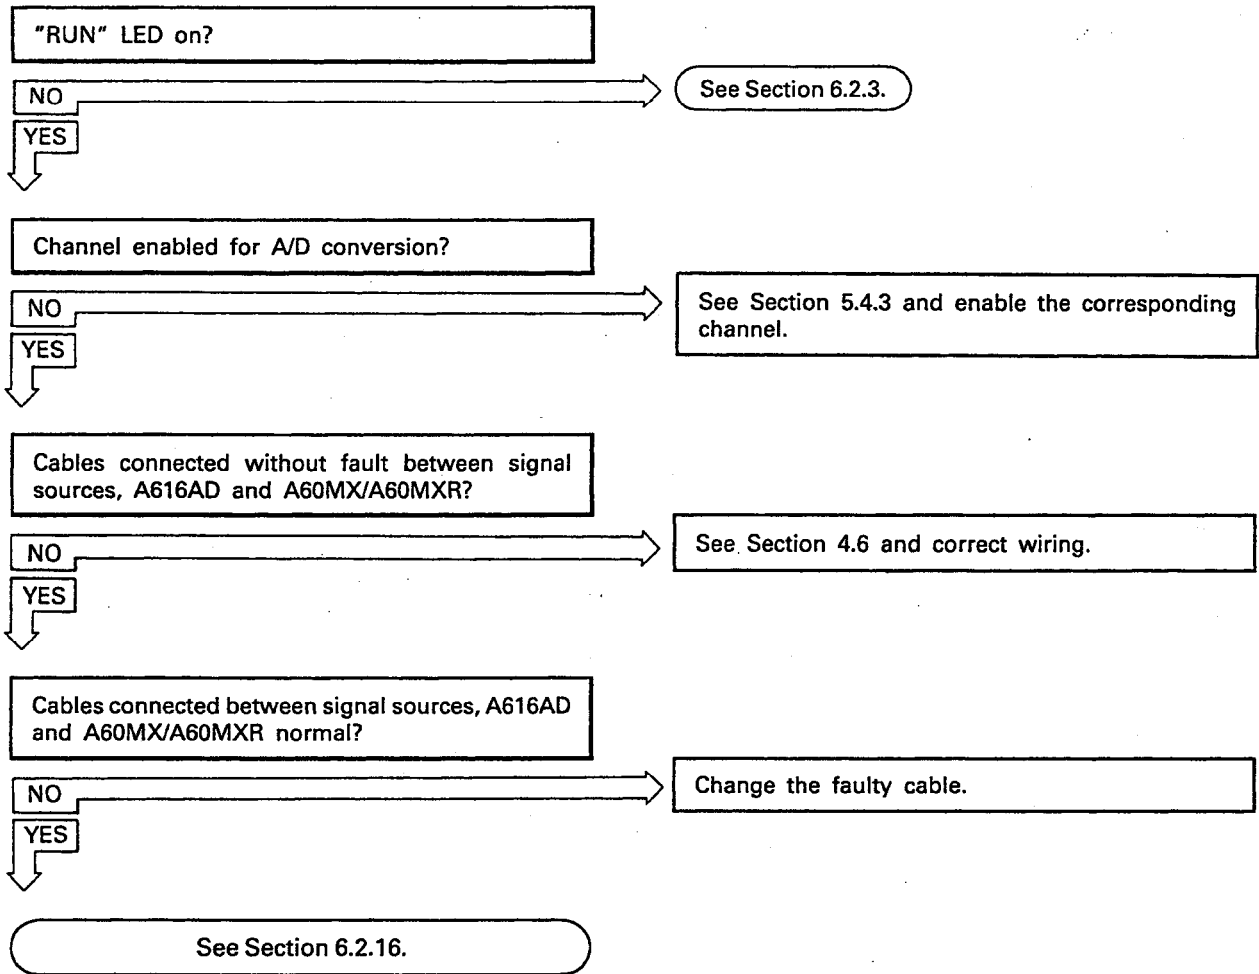 "RUN" LED on?
NO
See Section 6.2.3.
YES
Channel enabled for A/D conversion?
NO
See Section 5.4.3 and enable the corresponding
channel.
YES
Cables connected without fault between signal
sources, A616AD and A60MX/A60MXR?
NO
See Section 4.6 and correct wiring.
YES
Cables connected between signal sources, A616AD
and A60MX/A60MXR normal?
NO
Change the faulty cable.
YES
See Section 6.2.16.